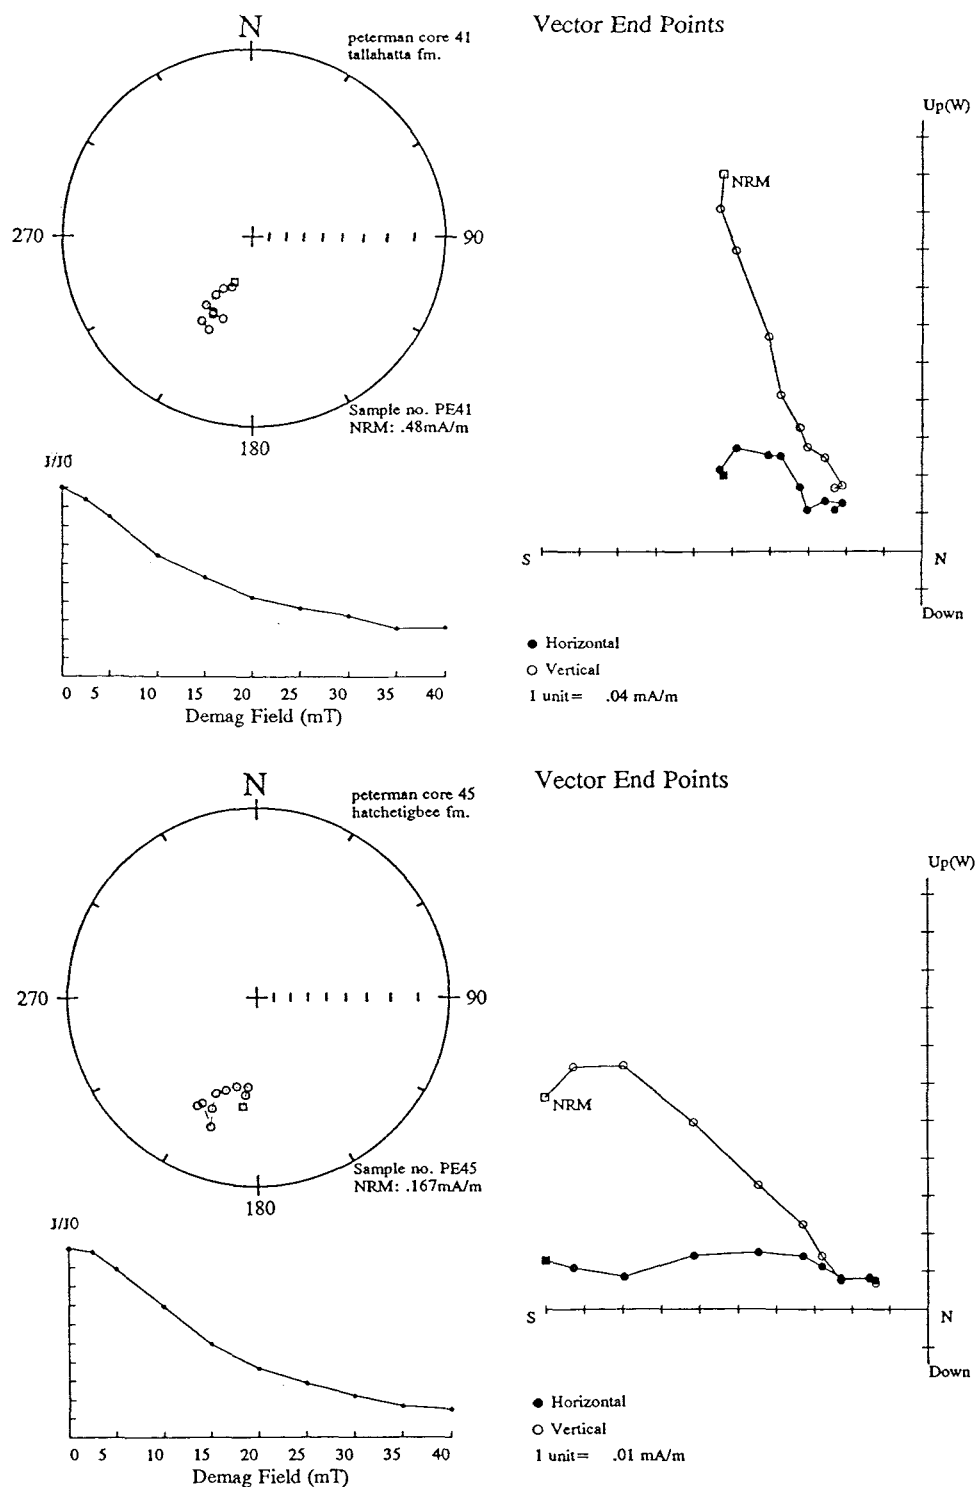 N
peterman core 41
tallahatta fm.
270
90
180
Sample no. PE41
NRM: .48mA/m
J/J0
0 5 10 15 20 25 30 35 40
Demag Field (mT)
Vector End Points
Up(W)
NRM
S
N
Down
● Horizontal
○ Vertical
1 unit= .04 mA/m
N
peterman core 45
hatchetigbee fm.
270
90
180
Sample no. PE45
NRM: .167mA/m
J/J0
0 5 10 15 20 25 30 35 40
Demag Field (mT)
Vector End Points
Up(W)
NRM
S
N
Down
● Horizontal
○ Vertical
1 unit= .01 mA/m